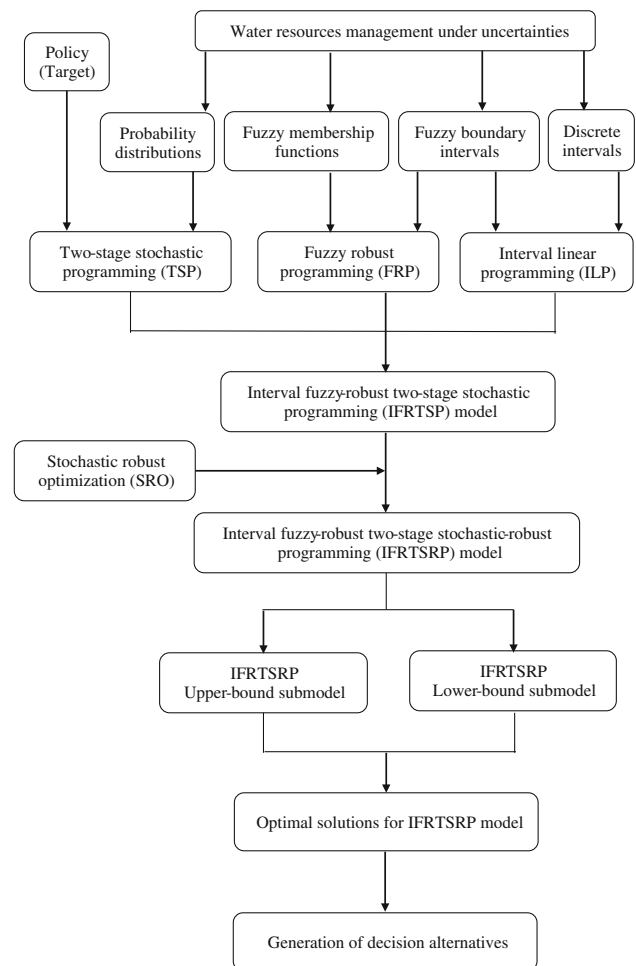 Water resources management under uncertainties
Policy
(Target)
Probability
distributions
Fuzzy membership
functions
Fuzzy boundary
intervals
Discrete
intervals
Two-stage stochastic
programming (TSP)
Fuzzy robust
programming (FRP)
Interval linear
programming (ILP)
Interval fuzzy-robust two-stage stochastic
programming (IFRTSP) model
Stochastic robust
optimization (SRO)
Interval fuzzy-robust two-stage stochastic-robust
programming (IFRTSRP) model
IFRTSRP
Upper-bound submodel
IFRTSRP
Lower-bound submodel
Optimal solutions for IFRTSRP model
Generation of decision alternatives